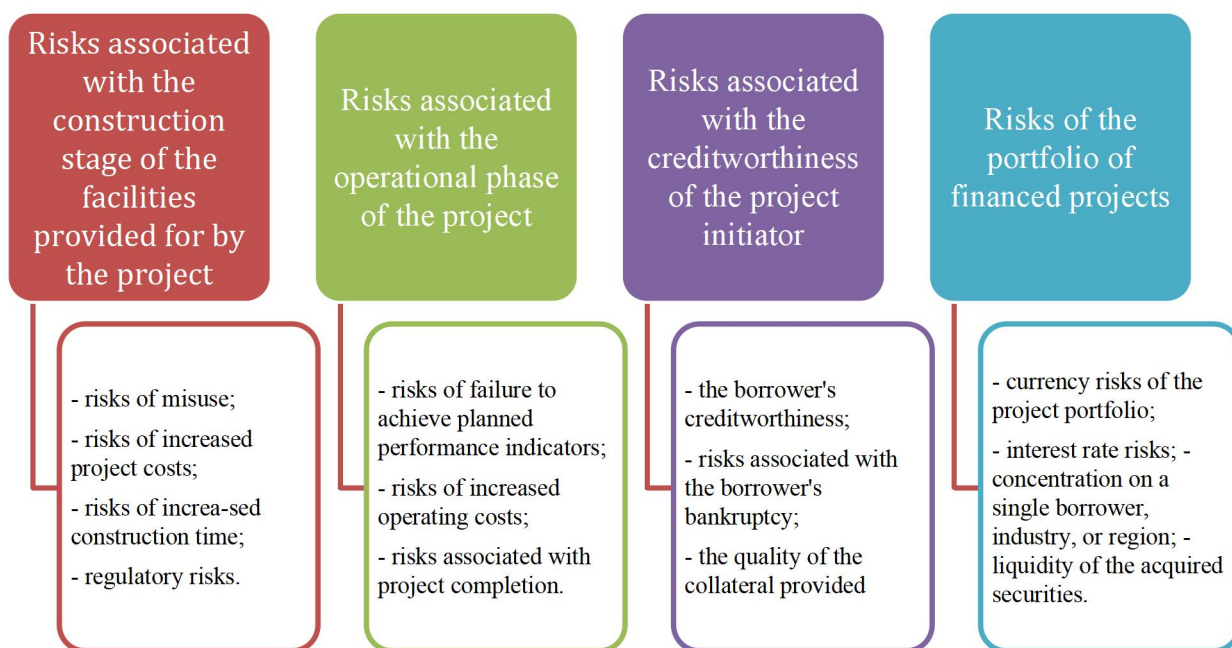 Risks associated
with the
construction
stage of the
facilities
provided for by
the project
- risks of misuse;
- risks of increased
project costs;
- risks of increa-sed
construction time;
- regulatory risks.
Risks associated
with the
operational phase
of the project
- risks of failure to
achieve planned
performance indicators;
- risks of increased
operating costs;
- risks associated with
project completion.
Risks associated
with the
creditworthiness
of the project
initiator
- the borrower's
creditworthiness;
- risks associated with
the borrower's
bankruptcy;
- the quality of the
collateral provided
Risks of the
portfolio of
financed projects
- currency risks of the
project portfolio;
- interest rate risks; -
concentration on a
single borrower,
industry, or region; -
liquidity of the acquired
securities.